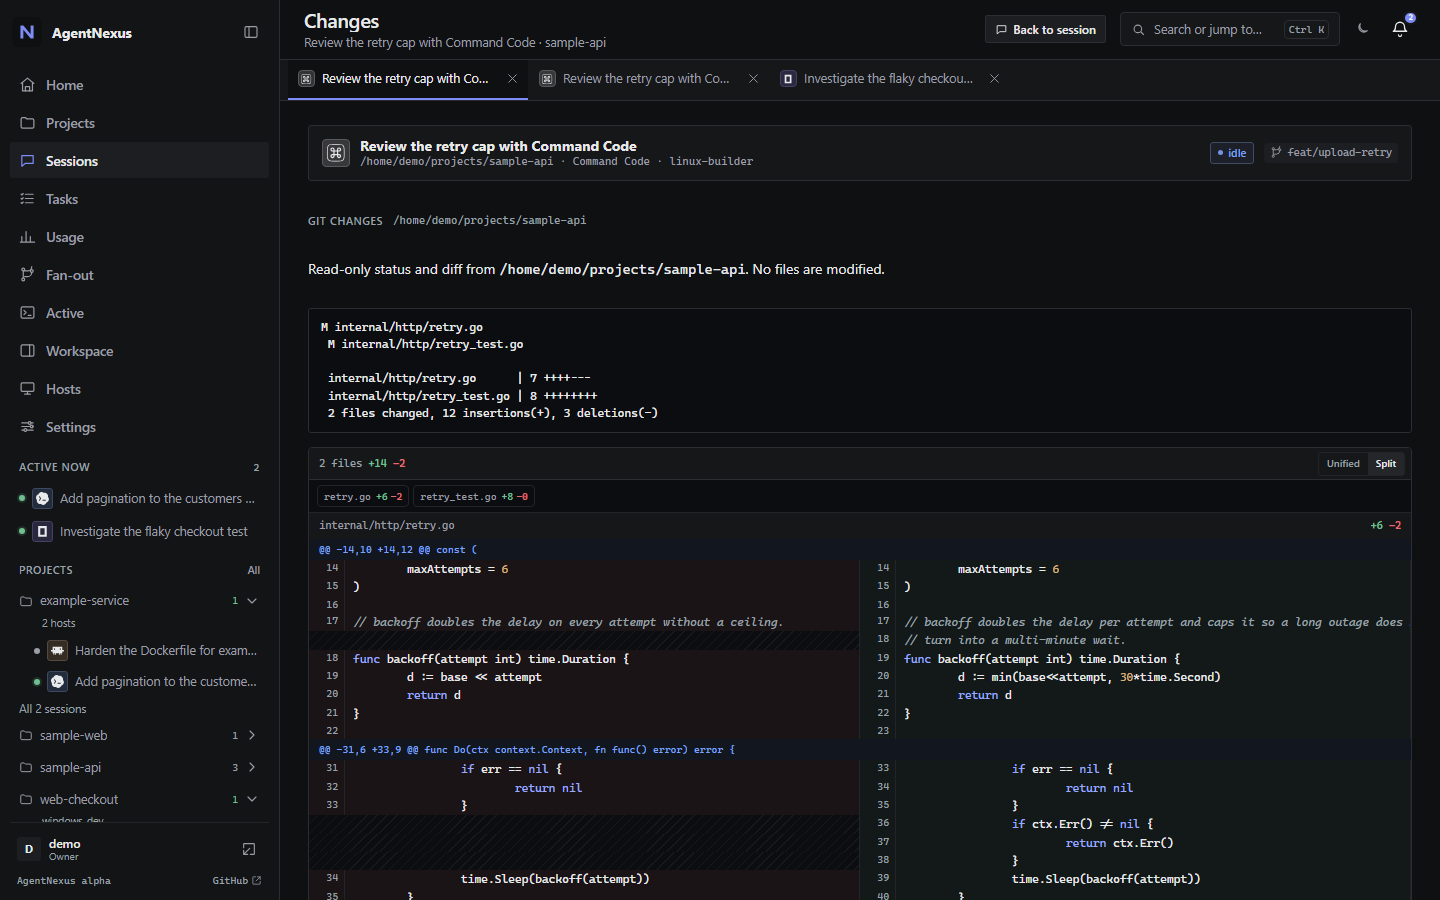 AgentNexus
Home
Projects
Sessions
Tasks
Usage
Fan-out
Active
Workspace
Hosts
Settings
ACTIVE NOW 2
Add pagination to the customers ...
Investigate the flaky checkout test
PROJECTS All
example-service 1
2 hosts
Harden the Dockerfile for exam...
Add pagination to the custome...
All 2 sessions
sample-web 1
sample-api 3
web-checkout 1
windows-dev
D demo
Owner
AgentNexus alpha GitHub
Changes
Review the retry cap with Command Code · sample-api
Back to session
Search or jump to... Ctrl K
2
Review the retry cap with Co...
Review the retry cap with Co...
Investigate the flaky checkou...
Review the retry cap with Command Code
/home/demo/projects/sample-api · Command Code · linux-builder
idle
feat/upload-retry
GIT CHANGES /home/demo/projects/sample-api
Read-only status and diff from /home/demo/projects/sample-api. No files are modified.
M internal/http/retry.go
M internal/http/retry_test.go
internal/http/retry.go | 7 ++++---
internal/http/retry_test.go | 8 ++++++++
2 files changed, 12 insertions(+), 3 deletions(-)
2 files +14 −2
Unified Split
retry.go +6 −2 retry_test.go +8 −0
internal/http/retry.go +6 −2
@@ -14,10 +14,12 @@ const (
14 maxAttempts = 6
15 )
16
17 // backoff doubles the delay on every attempt without a ceiling.
18 func backoff(attempt int) time.Duration {
19 d := base << attempt
20 return d
21 }
22
14 maxAttempts = 6
15 )
16
17 // backoff doubles the delay per attempt and caps it so a long outage does
18 // turn into a multi-minute wait.
19 func backoff(attempt int) time.Duration {
20 d := min(base<<attempt, 30*time.Second)
21 return d
22 }
23
@@ -31,6 +33,9 @@ func Do(ctx context.Context, fn func() error) error {
31 if err == nil {
32 return nil
33 }
34 time.Sleep(backoff(attempt))
35 }
33 if err == nil {
34 return nil
35 }
36 if ctx.Err() != nil {
37 return ctx.Err()
38 }
39 time.Sleep(backoff(attempt))
40 }